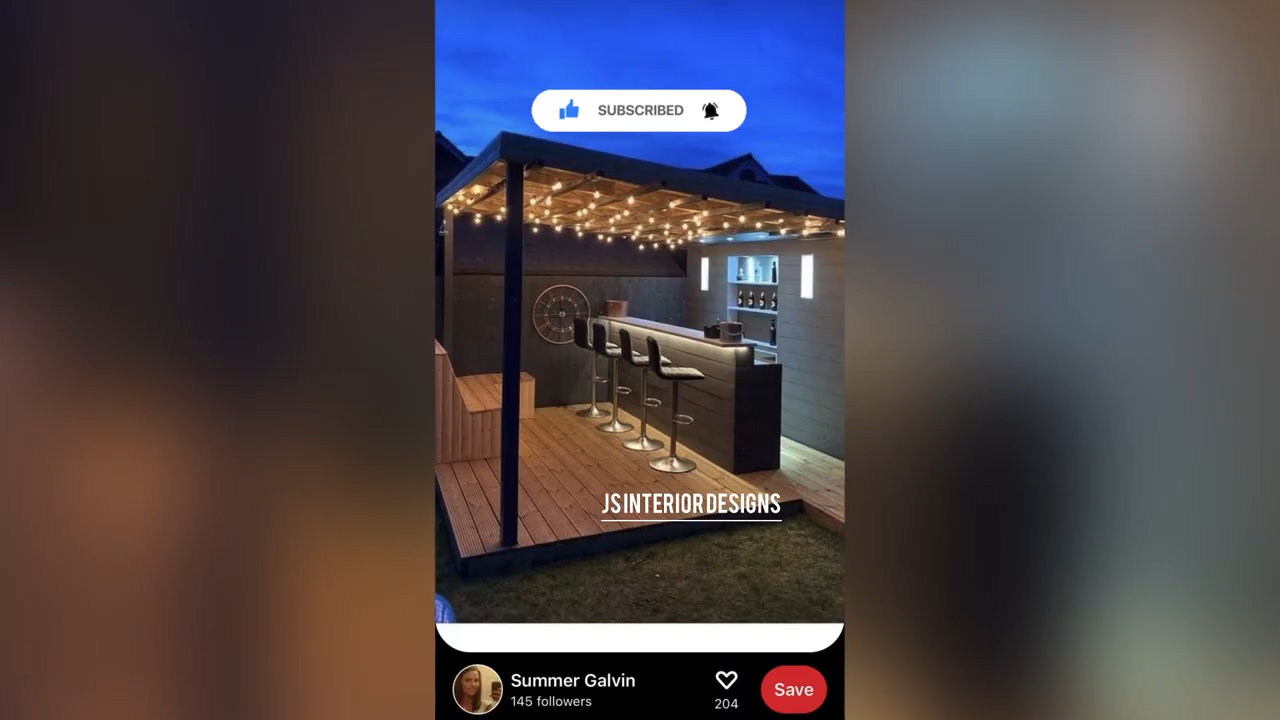 SUBSCRIBED
JS INTERIOR DESIGNS
Summer Galvin
145 followers
204
Save